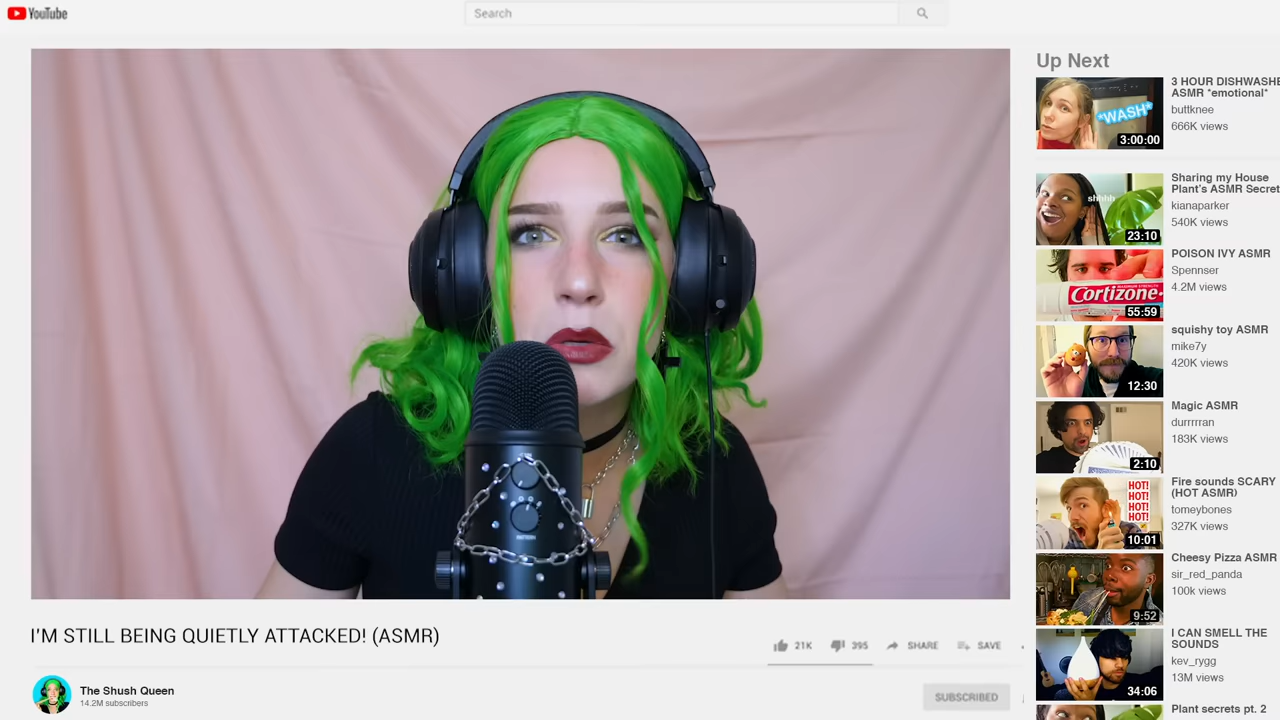 YouTube
Search
Up Next
*WASH*
3:00:00
3 HOUR DISHWASHE
ASMR *emotional*
buttknee
666K views
shhhh
23:10
Sharing my House
Plant's ASMR Secret
kianaparker
540K views
Cortizone
55:59
POISON IVY ASMR
Spennser
4.2M views
12:30
squishy toy ASMR
mike7y
420K views
2:10
Magic ASMR
durrrrran
183K views
HOT!
HOT!
HOT!
HOT!
10:01
Fire sounds SCARY
(HOT ASMR)
tomeybones
327K views
9:52
Cheesy Pizza ASMR
sir_red_panda
100k views
34:06
I CAN SMELL THE
SOUNDS
kev_rygg
13M views
Plant secrets pt. 2
PATTERN
I'M STILL BEING QUIETLY ATTACKED! (ASMR)
21K
395
SHARE
SAVE
The Shush Queen
14.2M subscribers
SUBSCRIBED